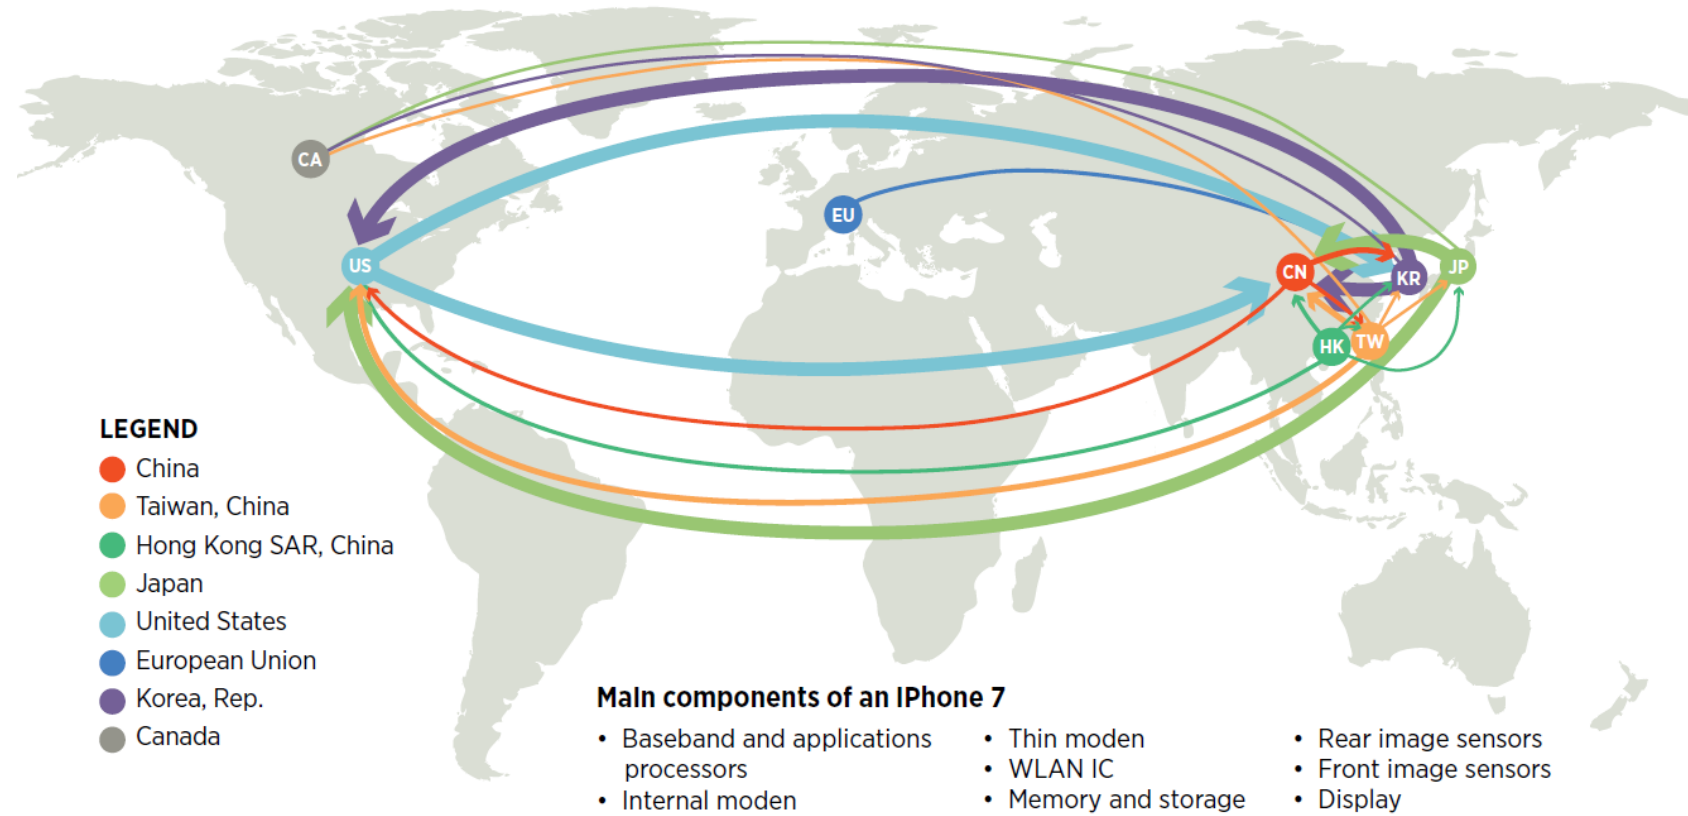 CA
EU
US
CN
KR
JP
HK
TW
LEGEND
China
Taiwan, China
Hong Kong SAR, China
Japan
United States
European Union
Korea, Rep.
Canada
MaIn components of an IPhone 7
• Baseband and applications
processors
• Internal moden
• Thin moden
• WLAN IC
• Memory and storage
• Rear image sensors
• Front image sensors
• Display